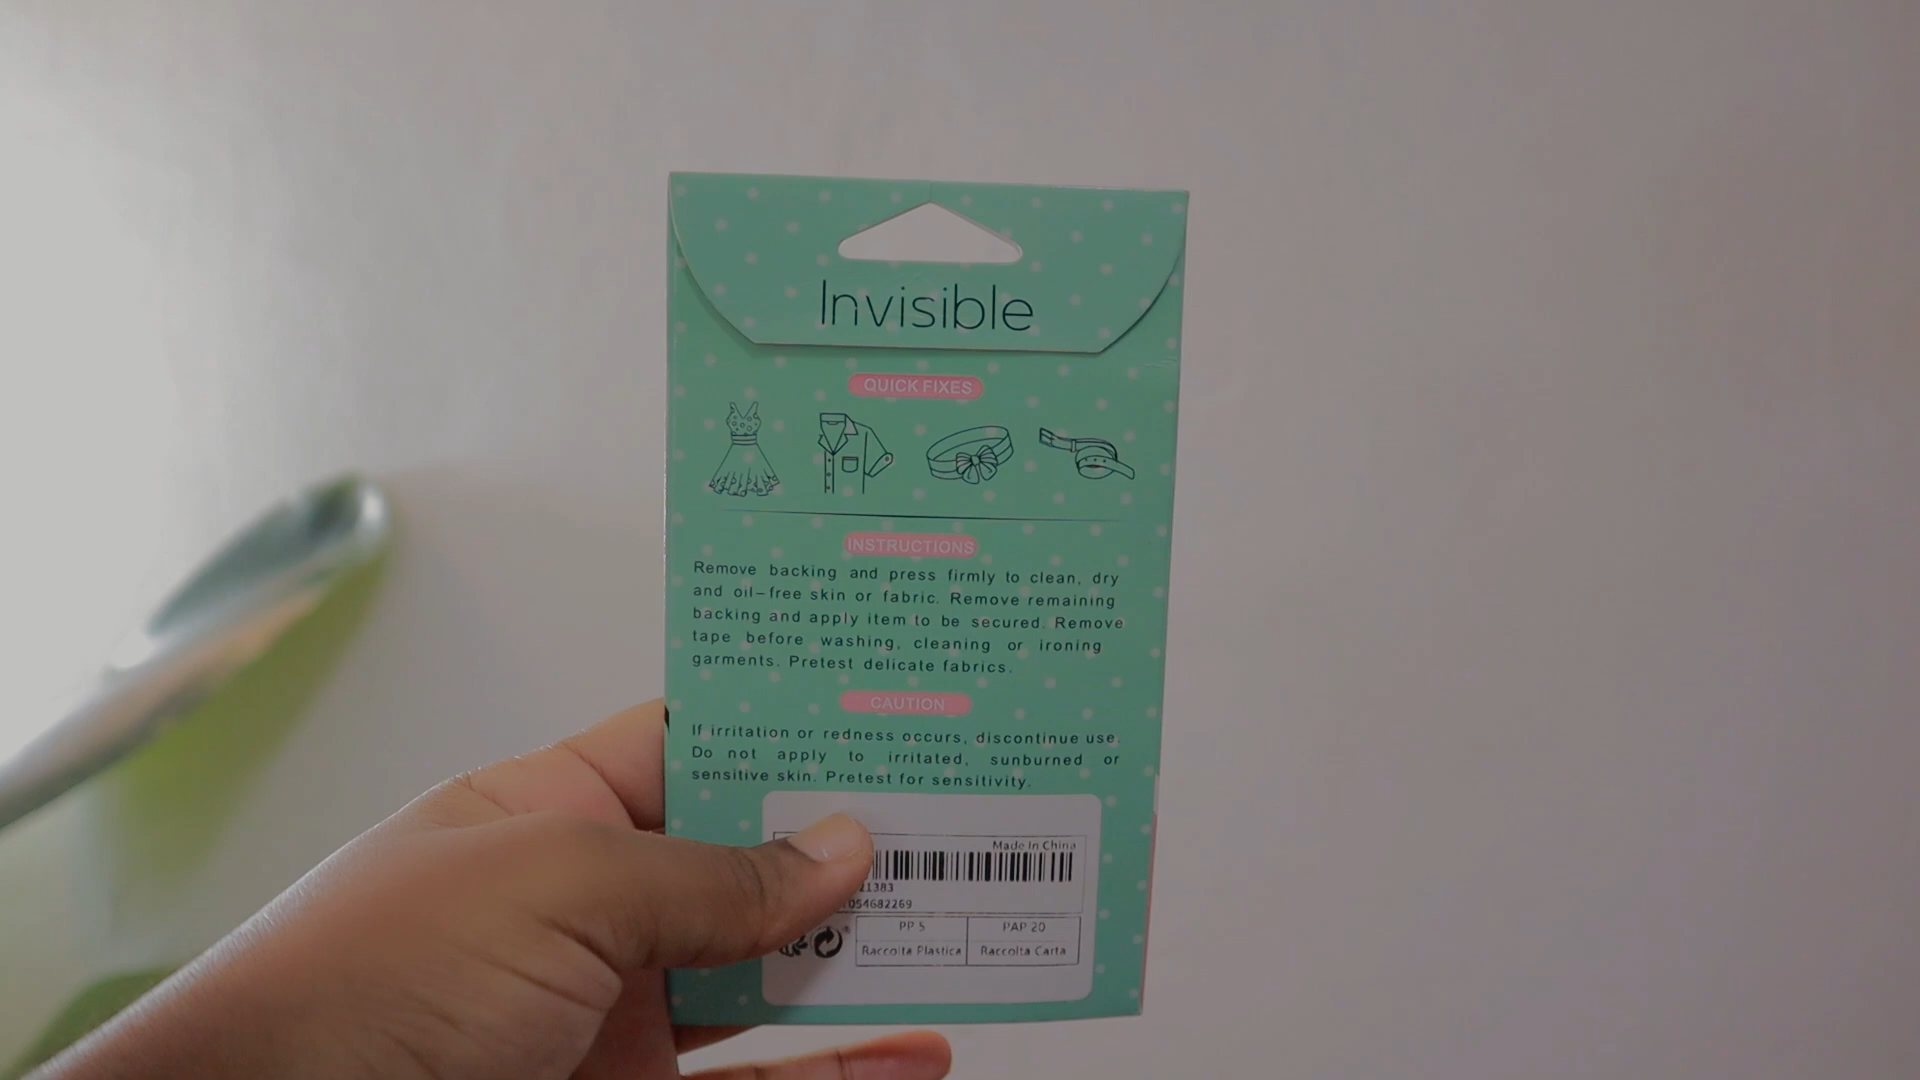 Invisible
QUICK FIXES
INSTRUCTIONS
Remove backing and press firmly to clean, dry
and oil-free skin or fabric. Remove remaining
backing and apply item to be secured. Remove
tape before washing, cleaning or ironing
garments. Pretest delicate fabrics.
CAUTION
If irritation or redness occurs, discontinue use.
Do not apply to irritated, sunburned or
sensitive skin. Pretest for sensitivity.
Made In China
21383
054682269
PP 5 PAP 20
Raccolta Plastica Raccolta Carta